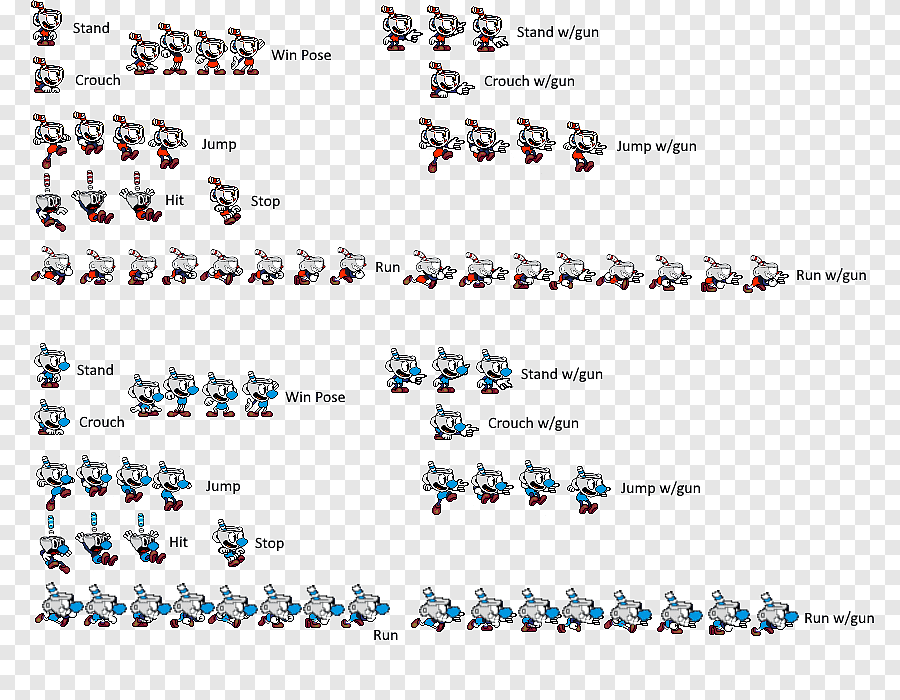 Stand
Stand w/gun
Win Pose
Crouch
Crouch w/gun
Jump
Jump w/gun
Hit
Stop
Run
Run w/gun
Stand
Stand w/gun
Win Pose
Crouch
Crouch w/gun
Jump
Jump w/gun
Hit
Stop
Run w/gun
Run